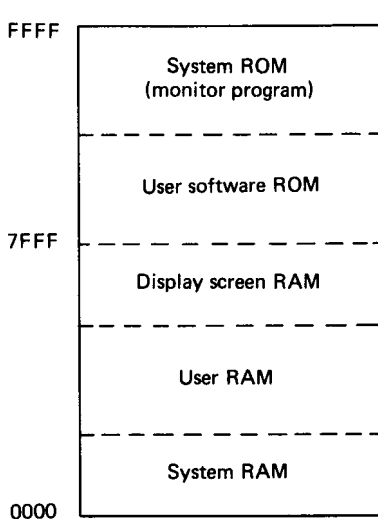 FFFF
System ROM
(monitor program)
User software ROM
7FFF
Display screen RAM
User RAM
System RAM
0000